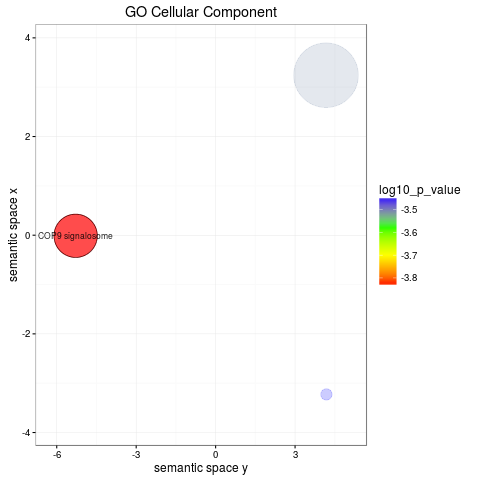 GO Cellular Component
4
2
0
-2
-4
semantic space x
COP9 signalosome
-6
-3
0
3
semantic space y
log10_p_value
-3.5
-3.6
-3.7
-3.8